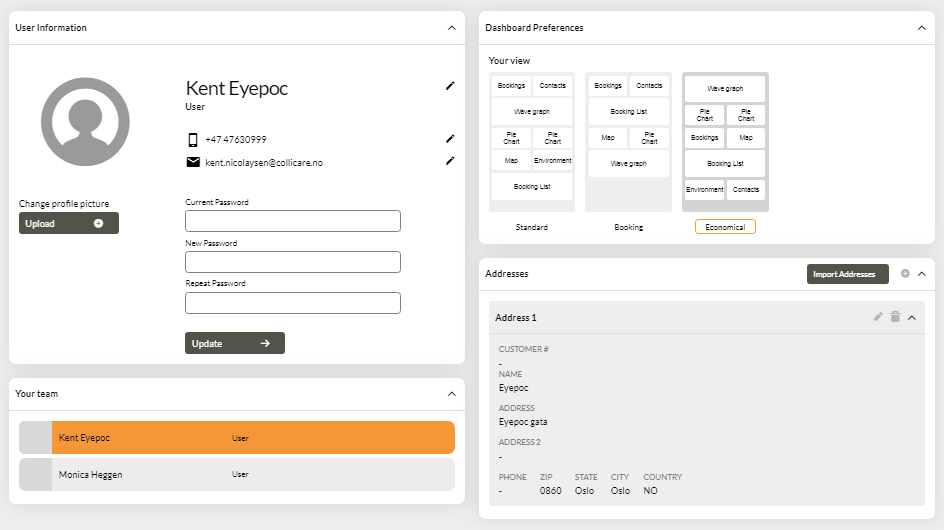 User Information
Kent Eyepoc
User
+47 47630999
kent.nicolaysen@collicare.no
Change profile picture
Upload
Current Password
New Password
Repeat Password
Update
Your team
Kent Eyepoc User
Monica Heggen User
Dashboard Preferences
Your view
Bookings Contacts
Wave graph
Pie Chart Pie Chart
Map Environment
Booking List
Standard
Bookings Contacts
Booking List
Map Pie Chart
Wave graph
Booking
Wave graph
Pie Chart Pie Chart
Bookings Map
Booking List
Environment Contacts
Economical
Addresses Import Addresses
Address 1
CUSTOMER #
-
NAME
Eyepoc
ADDRESS
Eyepoc gata
ADDRESS 2
-
PHONE ZIP STATE CITY COUNTRY
- 0860 Oslo Oslo NO